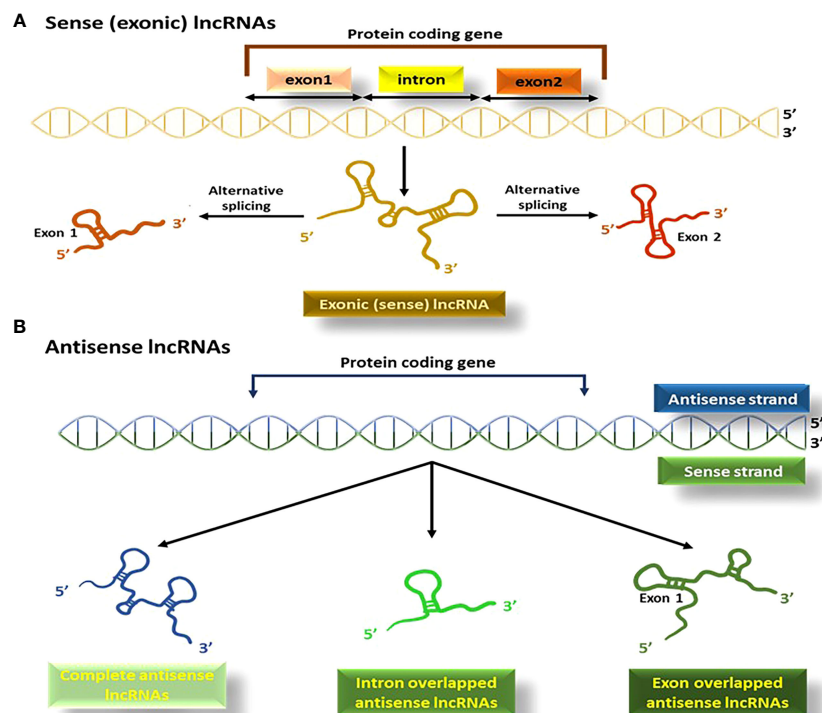 A
Sense (exonic) lncRNAs
Protein coding gene
exon1 intron exon2
5’
3’
Alternative
splicing
Alternative
splicing
Exon 1
5’
3’
5’
3’
5’
3’
Exon 2
Exonic (sense) lncRNA
B
Antisense lncRNAs
Protein coding gene
Antisense strand
5’
3’
Sense strand
5’
3’
5’
3’
Exon 1
3’
5’
Complete antisense
lncRNAs
Intron overlapped
antisense lncRNAs
Exon overlapped
antisense lncRNAs